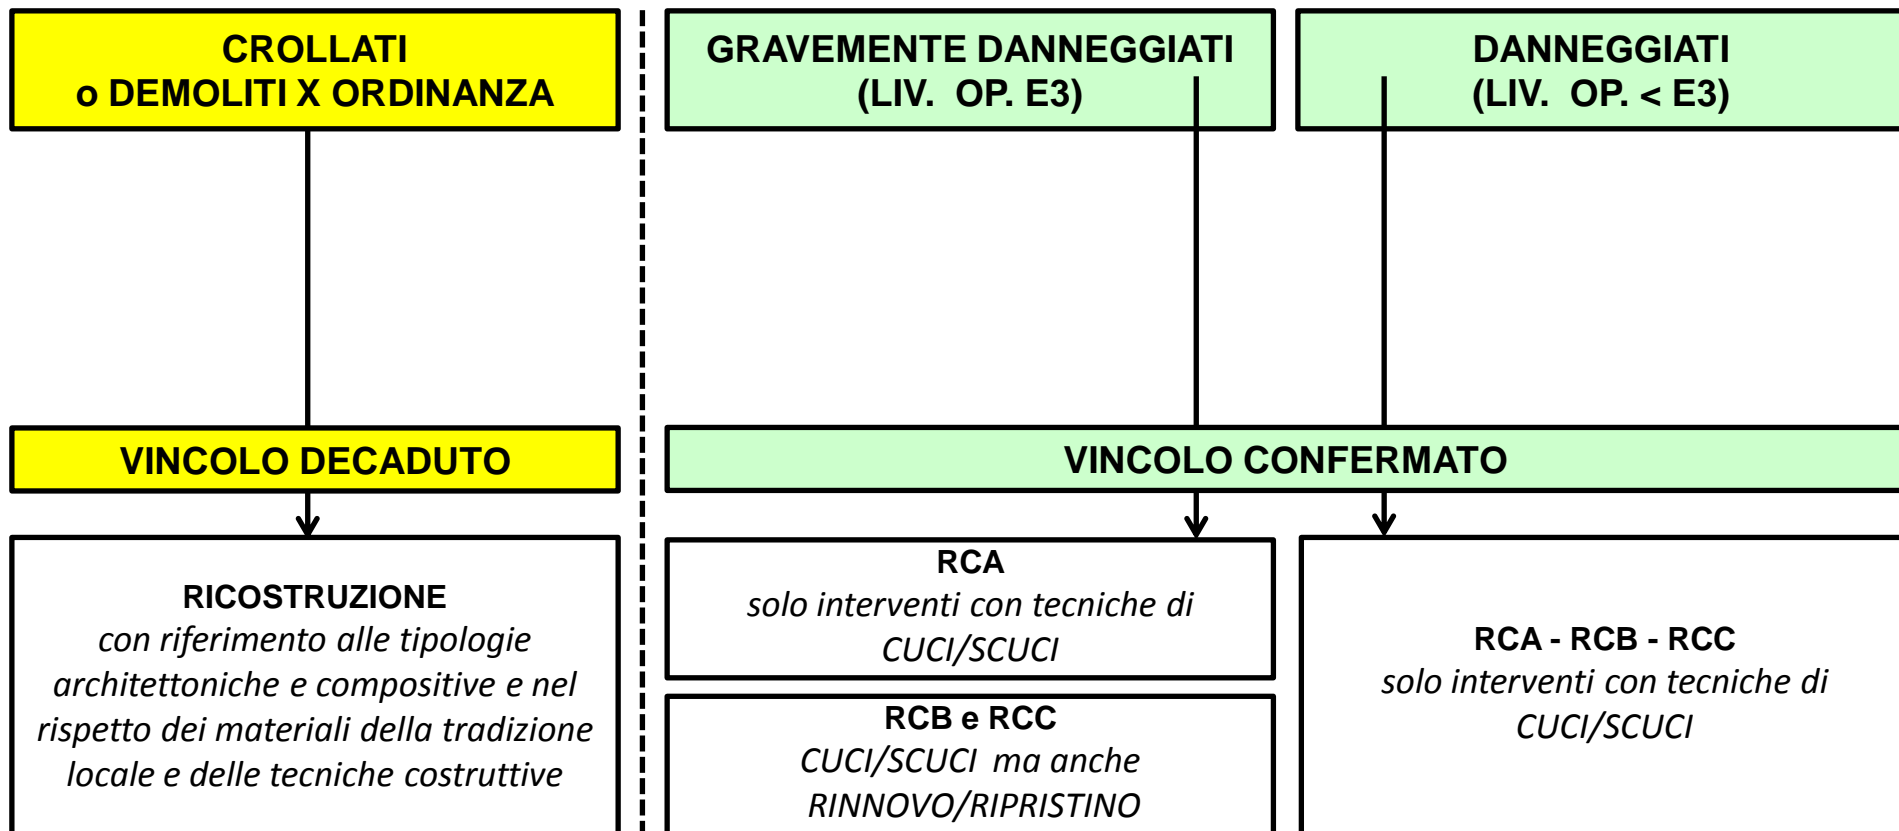 CROLLATI
o DEMOLITI X ORDINANZA
GRAVEMENTE DANNEGGIATI
(LIV. OP. E3)
DANNEGGIATI
(LIV. OP. < E3)
VINCOLO DECADUTO
VINCOLO CONFERMATO
RICOSTRUZIONE
con riferimento alle tipologie
architettoniche e compositive e nel
rispetto dei materiali della tradizione
locale e delle tecniche costruttive
RCA
solo interventi con tecniche di
CUCI/SCUCI
RCB e RCC
CUCI/SCUCI ma anche
RINNOVO/RIPRISTINO
RCA - RCB - RCC
solo interventi con tecniche di
CUCI/SCUCI